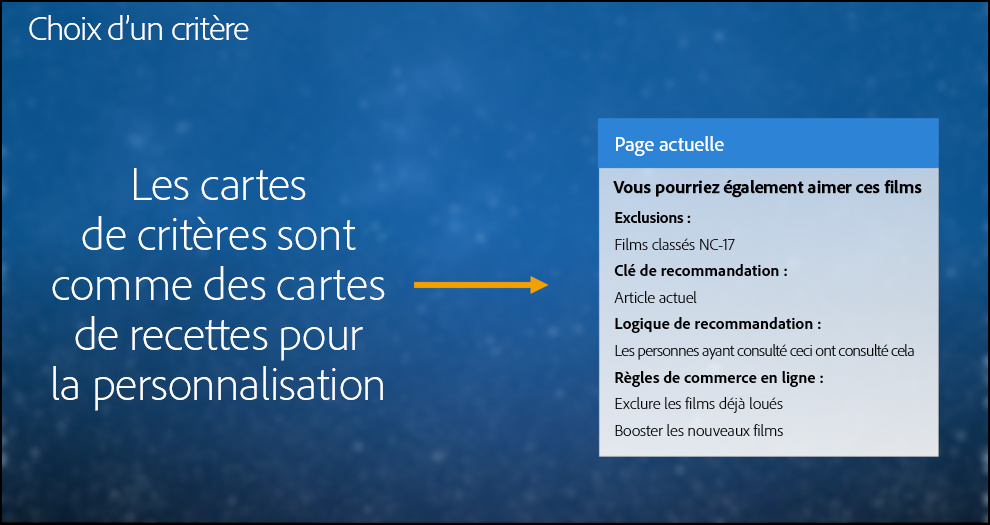 Choix d'un critère
Les cartes
de critères sont
comme des cartes
de recettes pour
la personnalisation
Page actuelle
Vous pourriez également aimer ces films
Exclusions :
Films classés NC-17
Clé de recommandation :
Article actuel
Logique de recommandation :
Les personnes ayant consulté ceci ont consulté cela
Règles de commerce en ligne :
Exclure les films déjà loués
Booster les nouveaux films